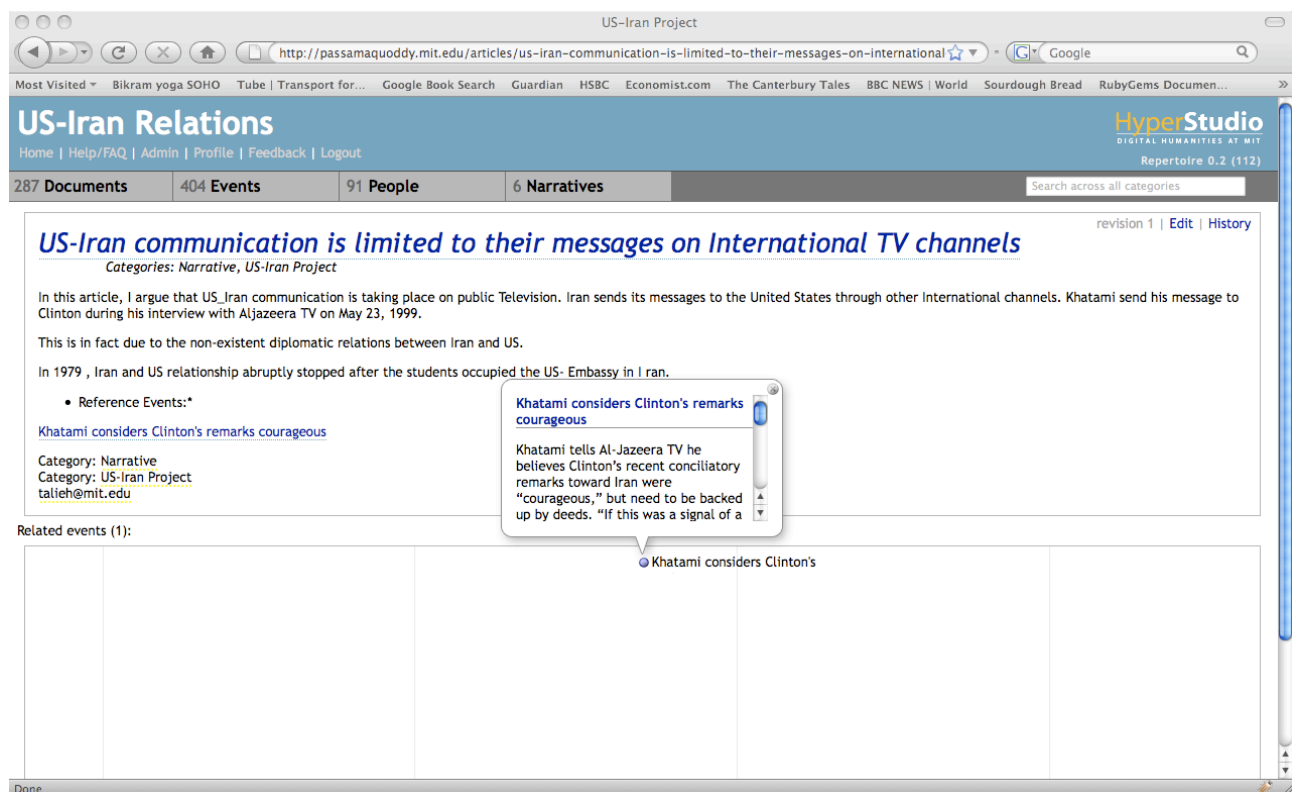 US-Iran Project
http://passamaquoddy.mit.edu/articles/us-iran-communication-is-limited-to-their-messages-on-international
Google
Most Visited Bikram yoga SOHO Tube | Transport for... Google Book Search Guardian HSBC Economist.com The Canterbury Tales BBC NEWS | World Sourdough Bread RubyGems Documen... »
US-Iran Relations
HyperStudio
DIGITAL HUMANITIES AT MIT
Home | Help/FAQ | Admin | Profile | Feedback | Logout
Repertoire 0.2 (112)
287 Documents 404 Events 91 People 6 Narratives Search across all categories
revision 1 | Edit | History
US-Iran communication is limited to their messages on International TV channels
Categories: Narrative, US-Iran Project
In this article, I argue that US_Iran communication is taking place on public Television. Iran sends its messages to the United States through other International channels. Khatami send his message to
Clinton during his interview with Aljazeera TV on May 23, 1999.
This is in fact due to the non-existent diplomatic relations between Iran and US.
In 1979 , Iran and US relationship abruptly stopped after the students occupied the US- Embassy in I ran.
• Reference Events:*
Khatami considers Clinton's remarks courageous
Category: Narrative
Category: US-Iran Project
talieh@mit.edu
Khatami considers Clinton's remarks
courageous
Khatami tells Al-Jazeera TV he
believes Clinton's recent conciliatory
remarks toward Iran were
“courageous,” but need to be backed
up by deeds. “If this was a signal of a
Related events (1):
Khatami considers Clinton's
Done